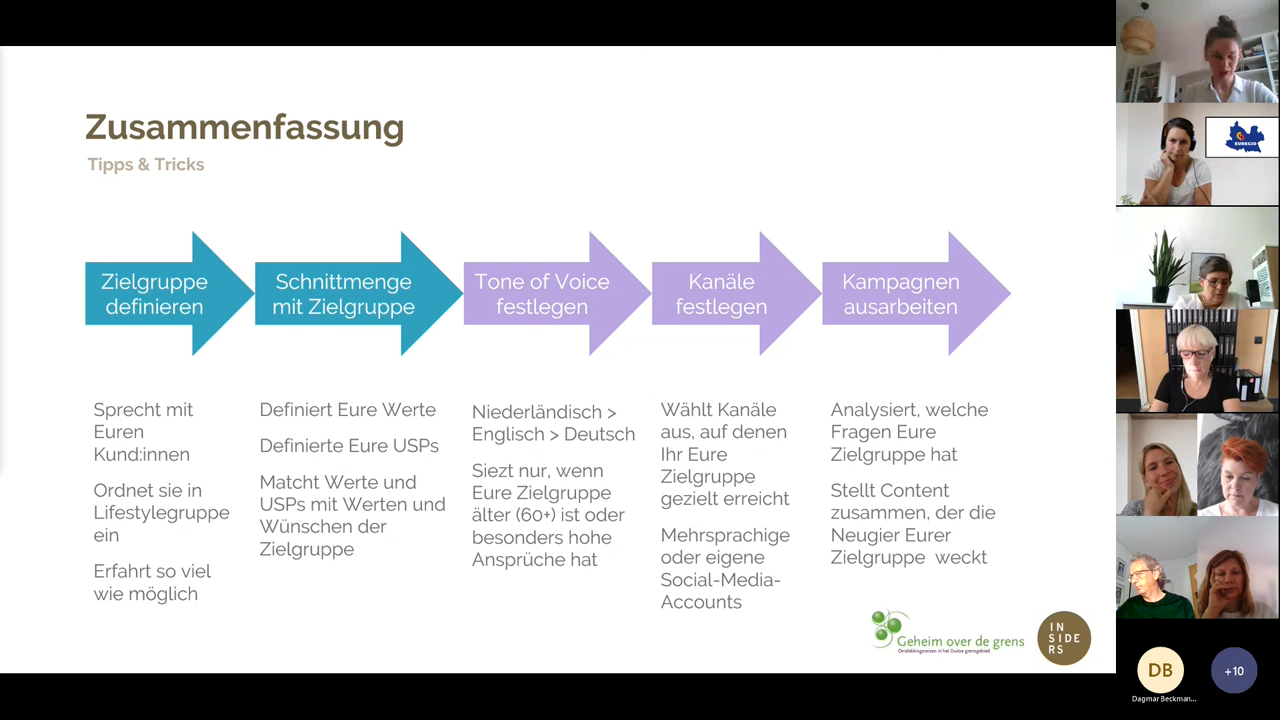 Zusammenfassung
Tipps & Tricks
Zielgruppe
definieren
Schnittmenge
mit Zielgruppe
Tone of Voice
festlegen
Kanäle
festlegen
Kampagnen
ausarbeiten
Sprecht mit
Euren
Kund:innen
Ordnet sie in
Lifestylegruppe
ein
Erfahrt so viel
wie möglich
Definiert Eure Werte
Definierte Eure USPs
Matcht Werte und
USPs mit Werten und
Wünschen der
Zielgruppe
Niederländisch >
Englisch > Deutsch
Siezt nur, wenn
Eure Zielgruppe
älter (60+) ist oder
besonders hohe
Ansprüche hat
Wählt Kanäle
aus, auf denen
Ihr Eure
Zielgruppe
gezielt erreicht
Mehrsprachige
oder eigene
Social-Media-
Accounts
Analysiert, welche
Fragen Eure
Zielgruppe hat
Stellt Content
zusammen, der die
Neugier Eurer
Zielgruppe weckt
Geheim over de grens
Ontdekkingsreisen in het Duitse grensgebied
IN
SIDE
RS
EUREGIO
DB
+10
Dagmar Beckman...